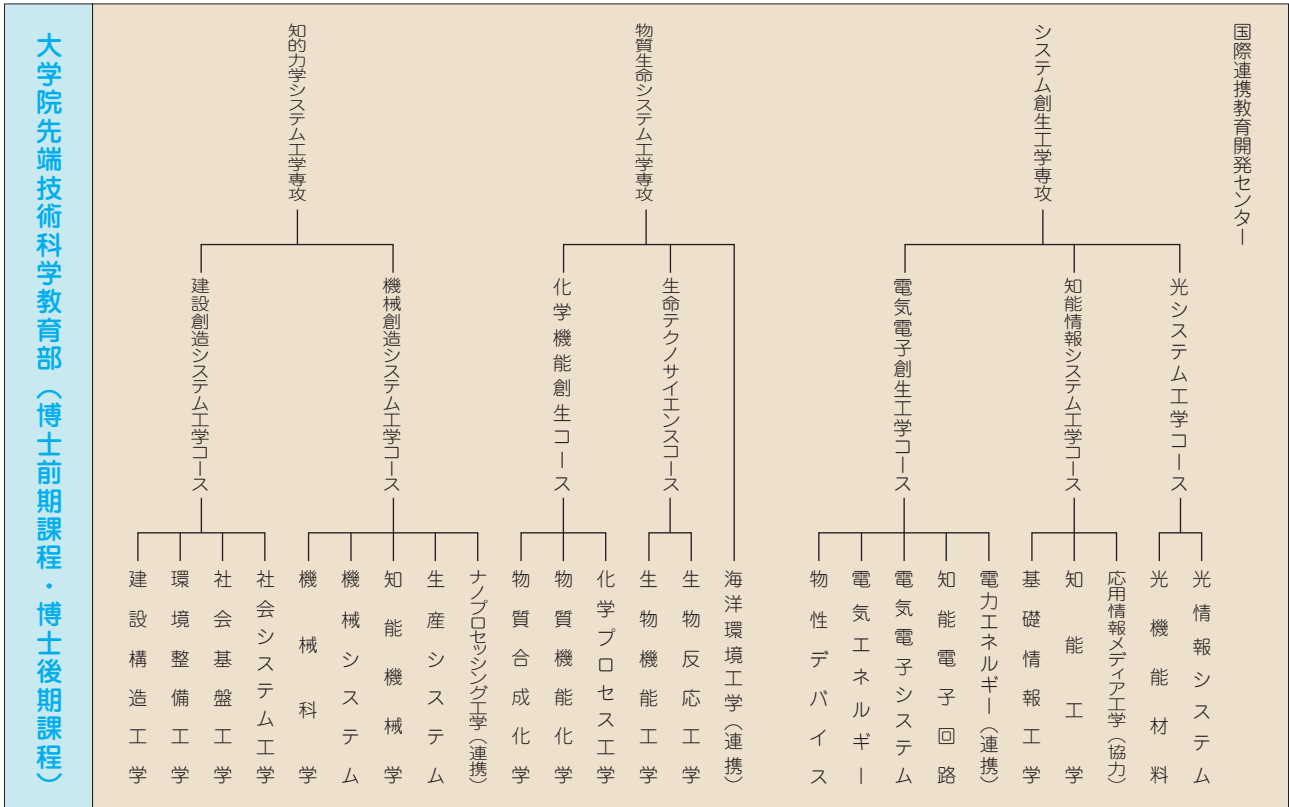 国際連携教育開発センター
システム創生工学専攻
光システム工学コース
光情報システム
光機能材料
知能情報システム工学コース
応用情報メディア工学（協力）
知能工学
基礎情報工学
電気電子創生工学コース
電力エネルギー（連携）
知能電子回路
電気電子システム
電気エネルギー
物性デバイス
物質生命システム工学専攻
海洋環境工学（連携）
生命テクノサイエンスコース
生物反応工学
生物機能工学
化学機能創生コース
化学プロセス工学
物質機能化学
物質合成化学
知的力学システム工学専攻
機械創造システム工学コース
ナノプロセッシング工学（連携）
生産システム
知能機械学
機械システム
機械科学
建設創造システム工学コース
社会システム工学
社会基盤工学
環境整備工学
建設構造工学
大学院先端技術科学教育部（博士前期課程・博士後期課程）